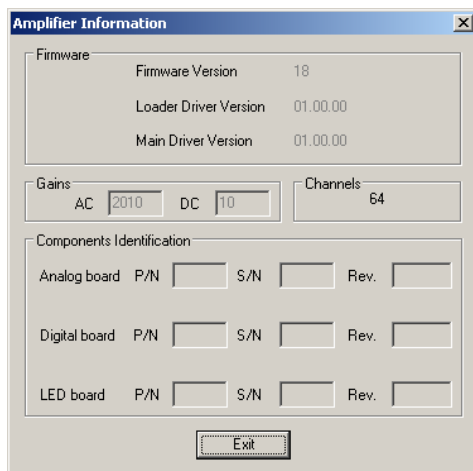 Amplifier Information
Firmware
Firmware Version 18
Loader Driver Version 01.00.00
Main Driver Version 01.00.00
Gains
AC 2010 DC 10
Channels
64
Components Identification
Analog board P/N S/N Rev.
Digital board P/N S/N Rev.
LED board P/N S/N Rev.
Exit